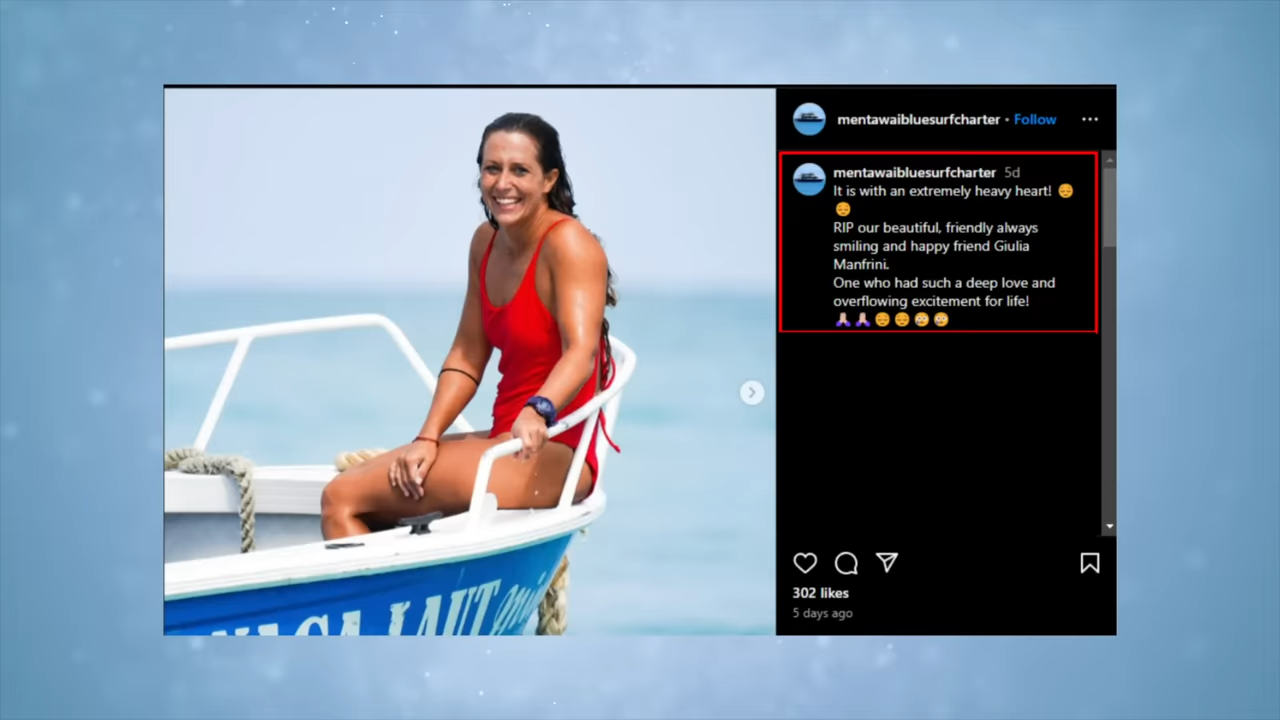 mentawaibluesurfcharter • Follow
mentawaibluesurfcharter 5d
It is with an extremely heavy heart! 😔
😔
RIP our beautiful, friendly always
smiling and happy friend Giulia
Manfrini.
One who had such a deep love and
overflowing excitement for life!
🙏🏻🙏🏻😔😔😳😳
302 likes
5 days ago
LAUT